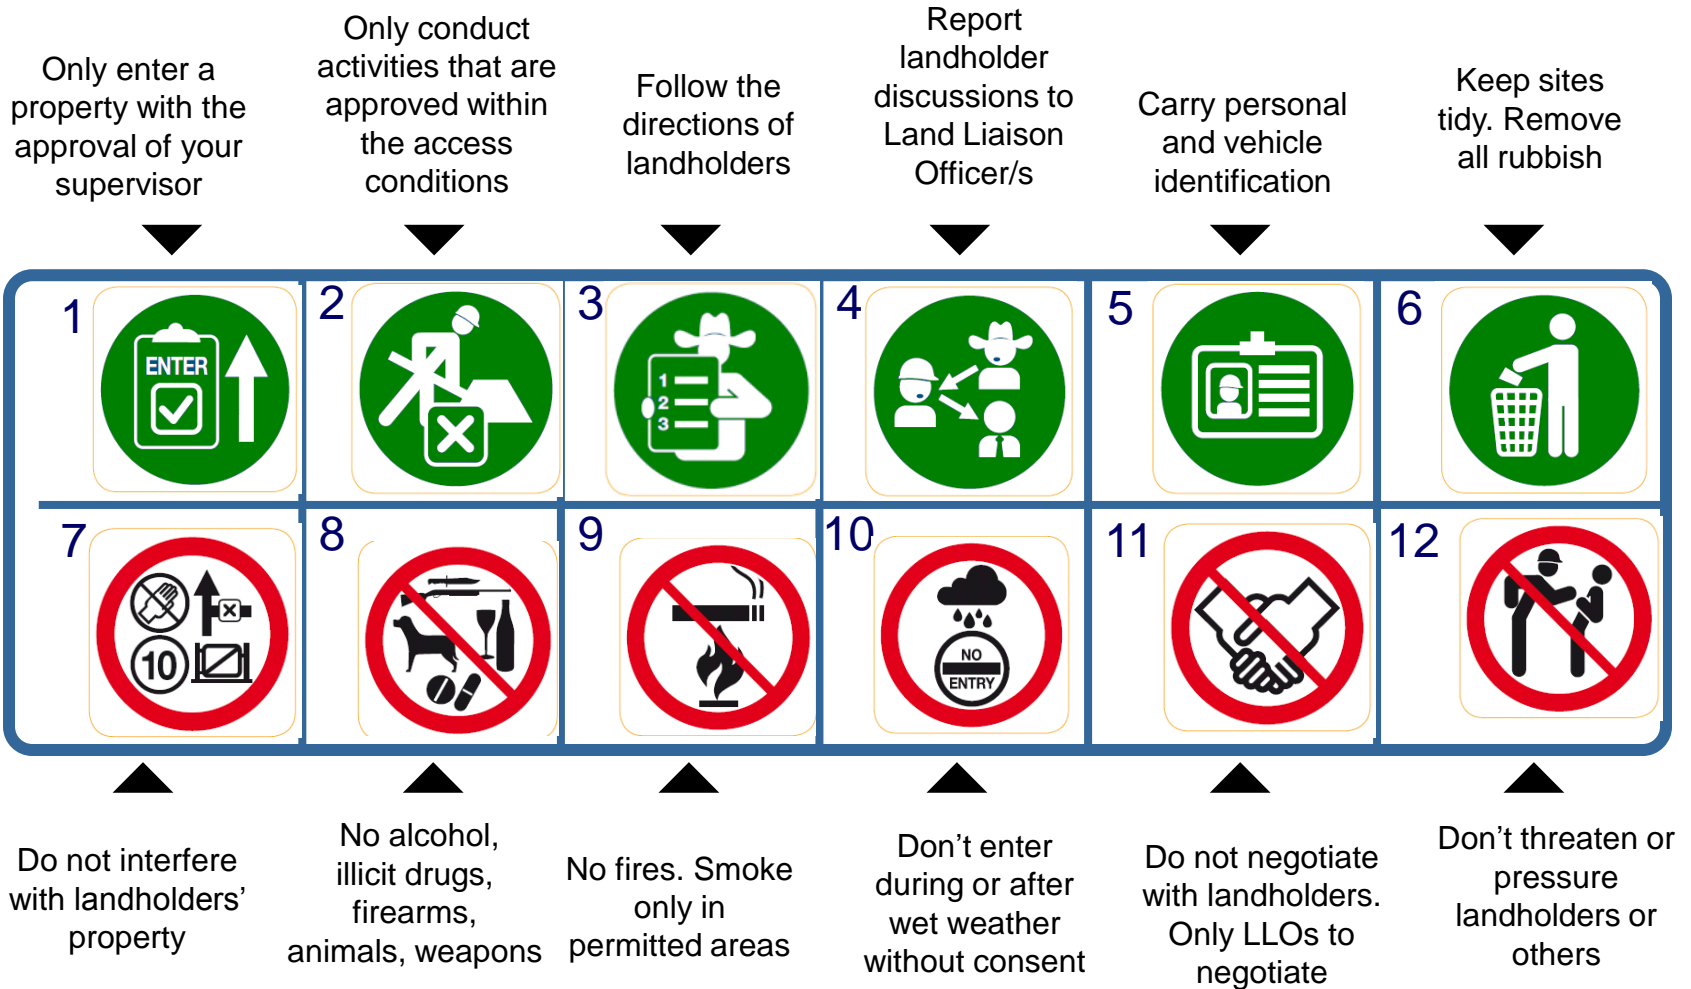 Only enter a
property with the
approval of your
supervisor
Only conduct
activities that are
approved within
the access
conditions
Follow the
directions of
landholders
Report
landholder
discussions to
Land Liaison
Officer/s
Carry personal
and vehicle
identification
Keep sites
tidy. Remove
all rubbish
1
ENTER
2
3
1
2
3
4
5
6
7
10
8
9
10
NO
ENTRY
11
12
Do not interfere
with landholders’
property
No alcohol,
illicit drugs,
firearms,
animals, weapons
No fires. Smoke
only in
permitted areas
Don’t enter
during or after
wet weather
without consent
Do not negotiate
with landholders.
Only LLOs to
negotiate
Don’t threaten or
pressure
landholders or
others